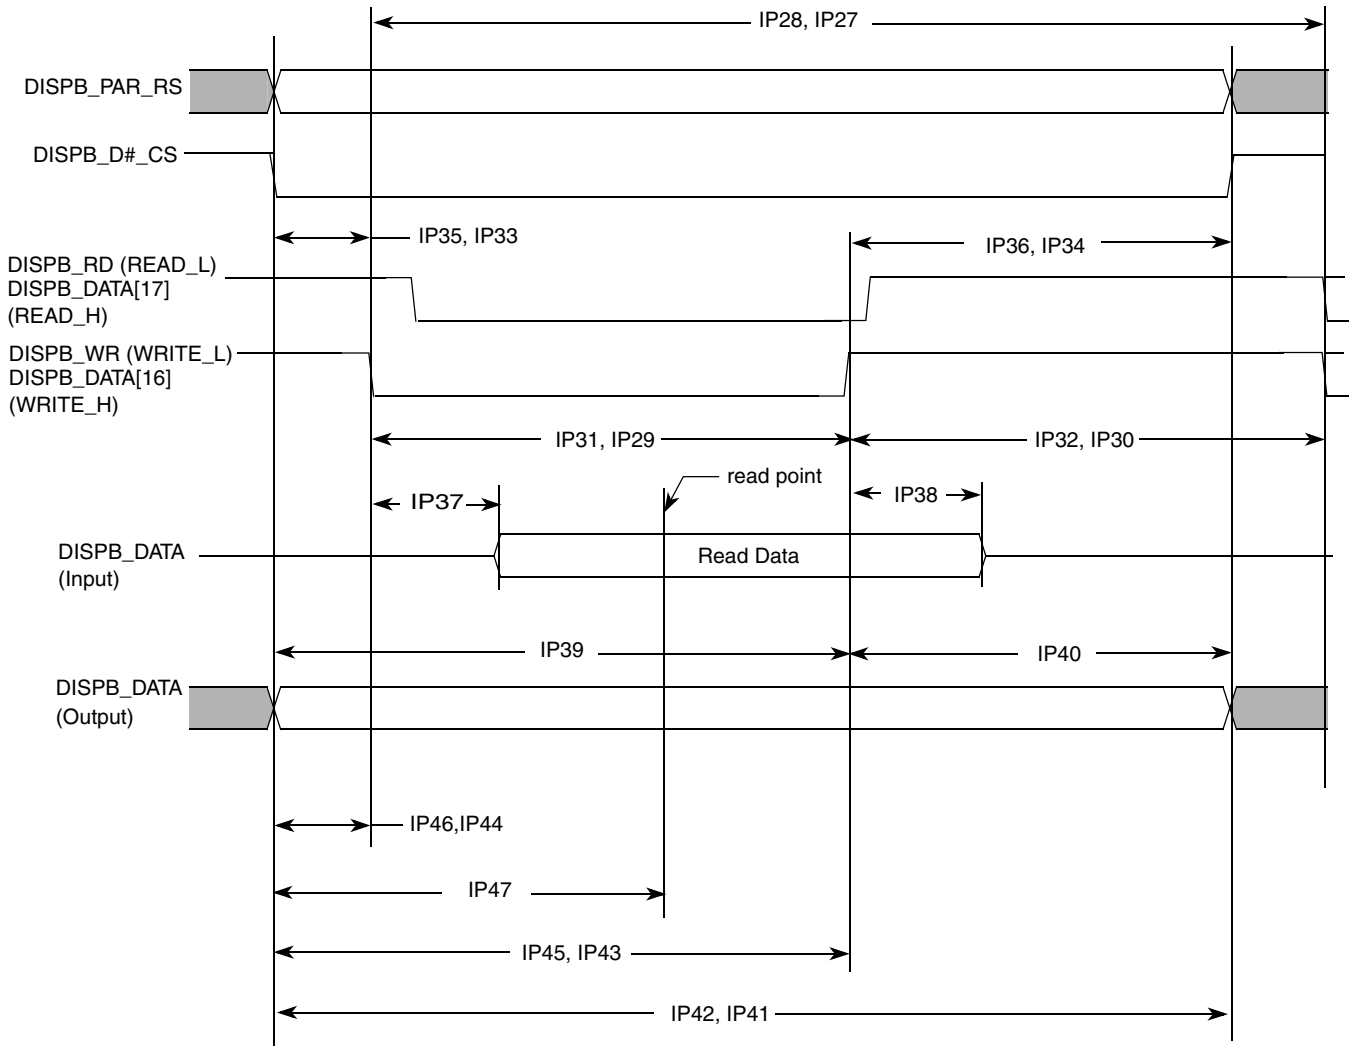 IP28, IP27
DISPB_PAR_RS
DISPB_D#_CS
IP35, IP33
IP36, IP34
DISPB_RD (READ_L)
DISPB_DATA[17]
(READ_H)
DISPB_WR (WRITE_L)
DISPB_DATA[16]
(WRITE_H)
IP31, IP29
IP32, IP30
read point
IP37
IP38
DISPB_DATA
(Input)
Read Data
IP39
IP40
DISPB_DATA
(Output)
IP46,IP44
IP47
IP45, IP43
IP42, IP41